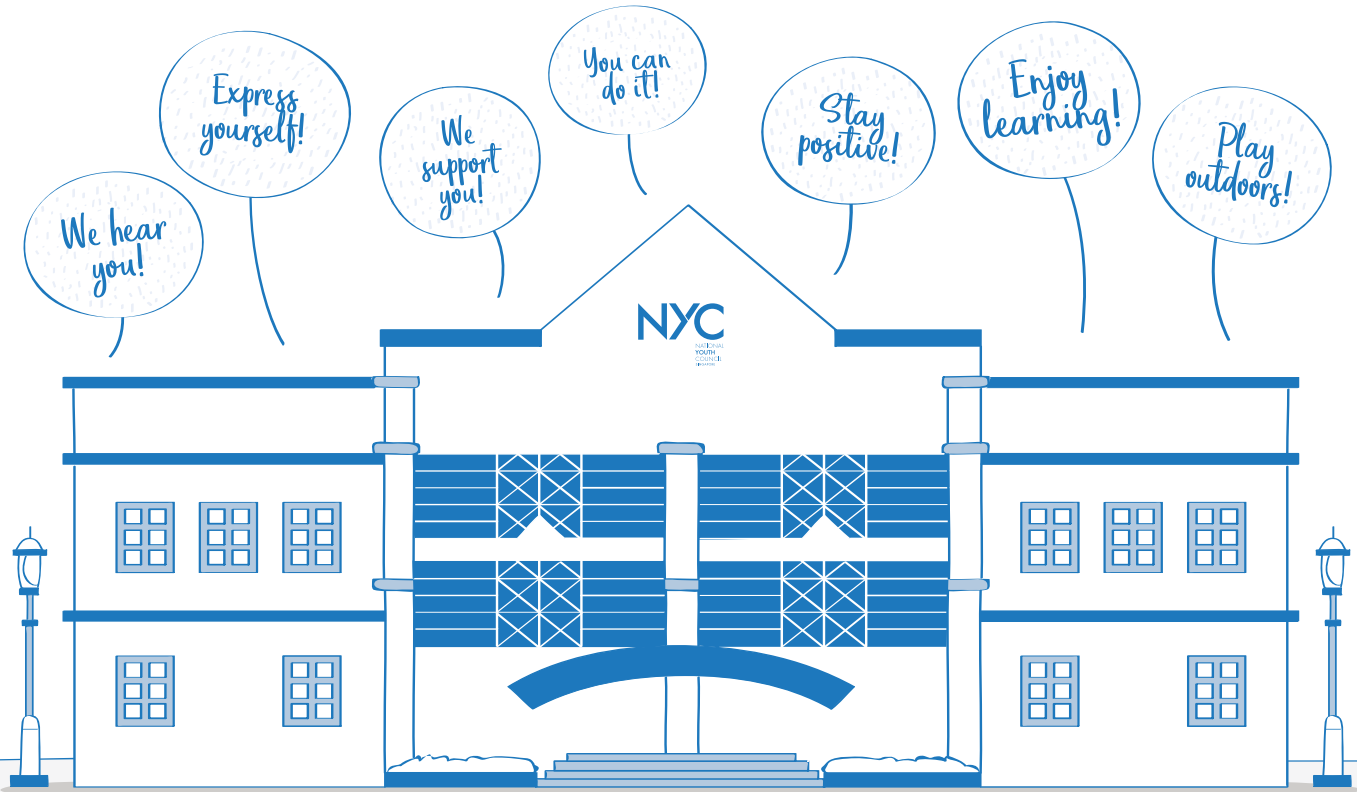 We hear
you!
Express
yourself!
We
support
you!
You can
do it!
Stay
positive!
Enjoy
learning!
Play
outdoors!
NYC
NATIONAL
YOUTH
COUNCIL